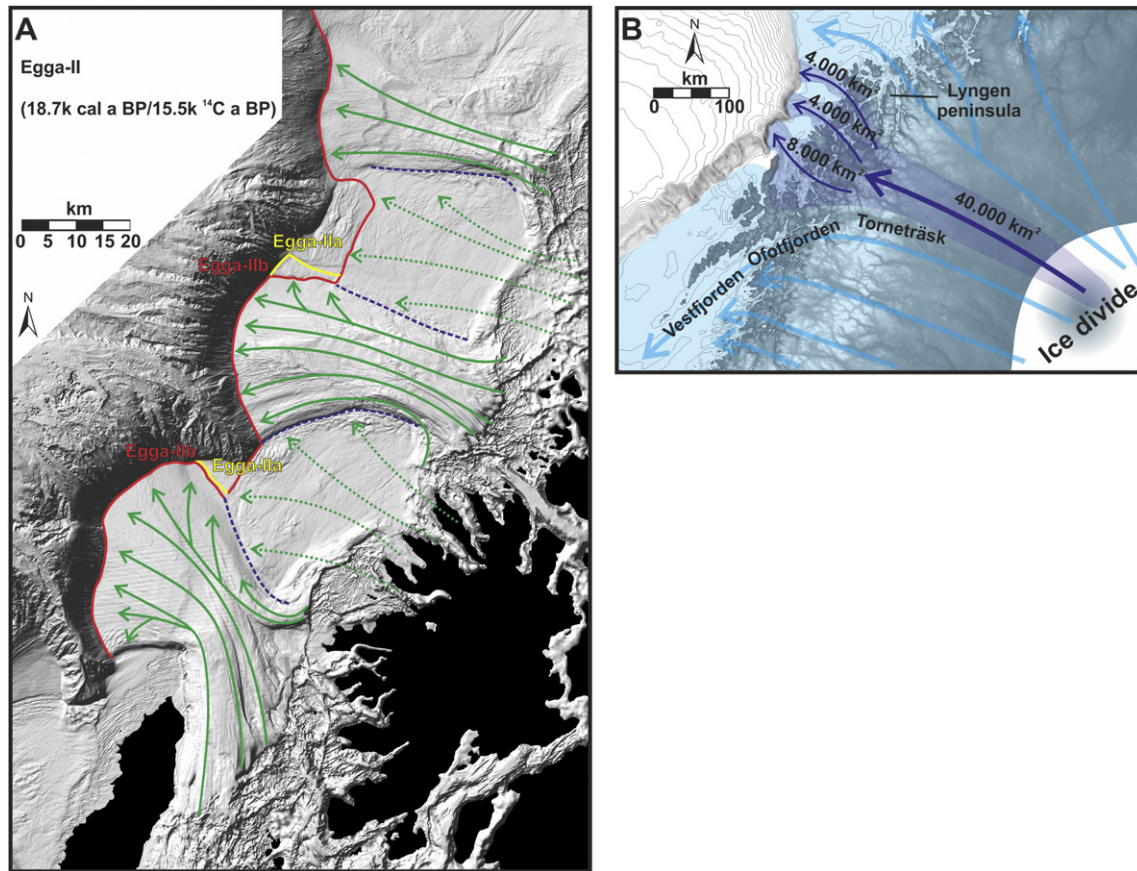 A
Egga-II
(18.7k cal a BP/15.5k ¹⁴C a BP)
km
0 5 10 15 20
N
Egga-IIa
Egga-IIb
Egga-IIb
Egga-IIa
B
N
km
0 100
4.000 km²
4.000 km²
8.000 km²
Lyngen
peninsula
40.000 km²
Torneträsk
Ofotfjorden
Vestfjorden
Ice divide